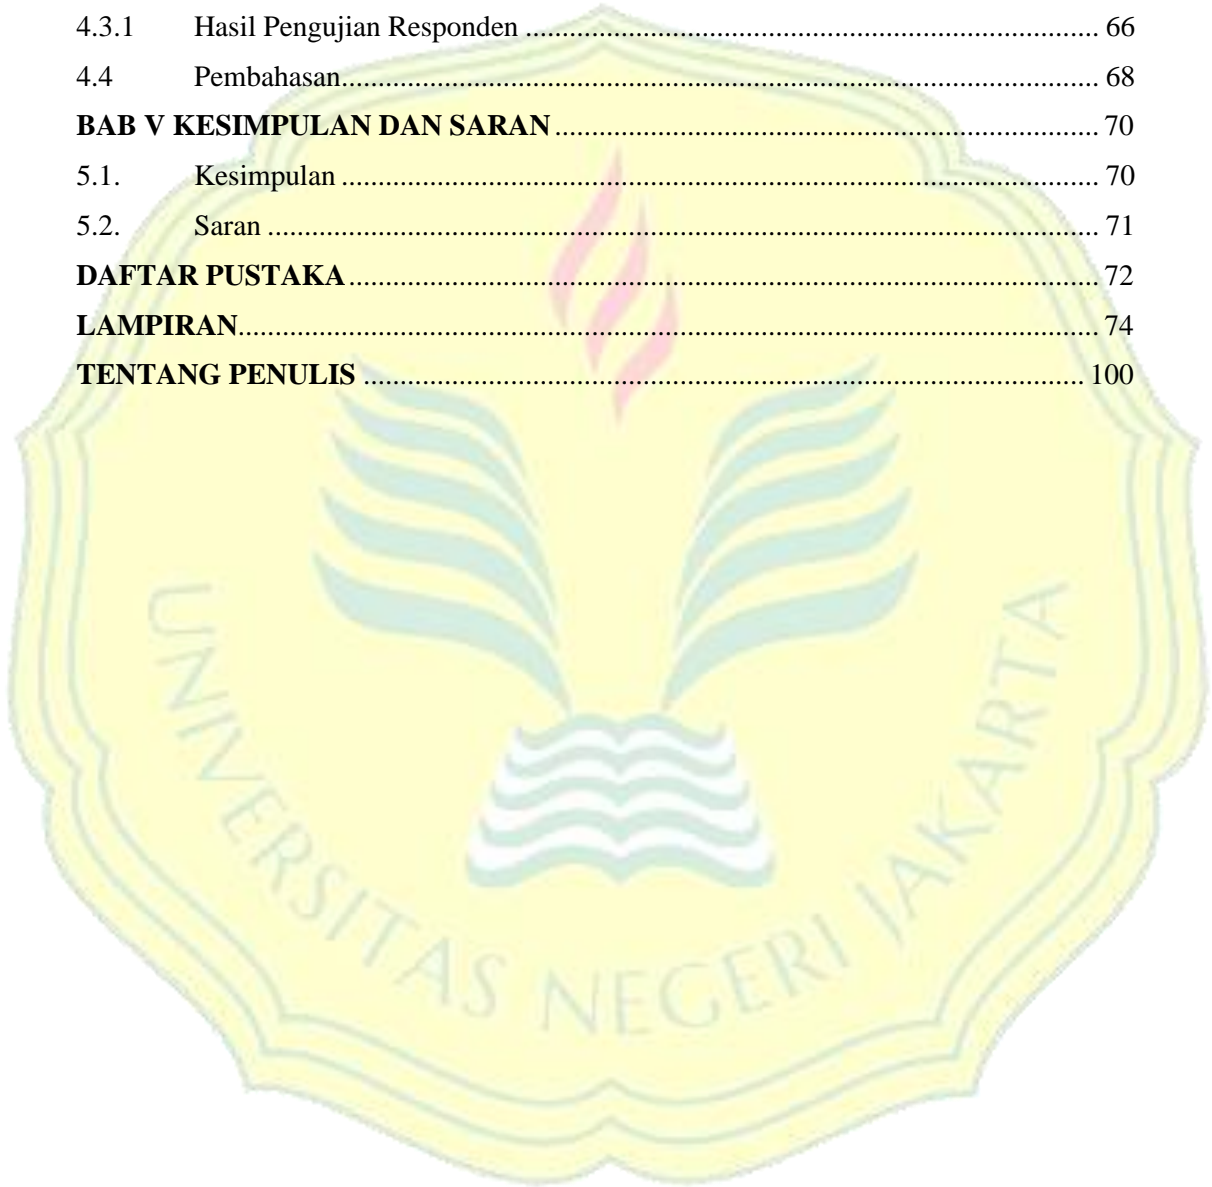 4.3.1 Hasil Pengujian Responden ........................................................................... 66
4.4 Pembahasan.................................................................................................... 68
BAB V KESIMPULAN DAN SARAN ........................................................................ 70
5.1. Kesimpulan .................................................................................................... 70
5.2. Saran .............................................................................................................. 71
DAFTAR PUSTAKA .................................................................................................... 72
LAMPIRAN................................................................................................................... 74
TENTANG PENULIS ................................................................................................ 100
UNIVERSITAS NEGERI JAKARTA